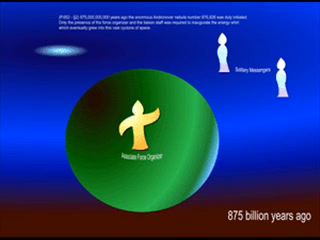 (P.652 - §2) 875,000,000,000 years ago the enormous Andronover nebula number 876,926 was duly initiated.
Only the presence of the force organizer and the liaison staff was required to inaugurate the energy whirl
which eventually grew into this vast cyclone of space.
Solitary Messengers
Associate Force Organizer
875 billion years ago